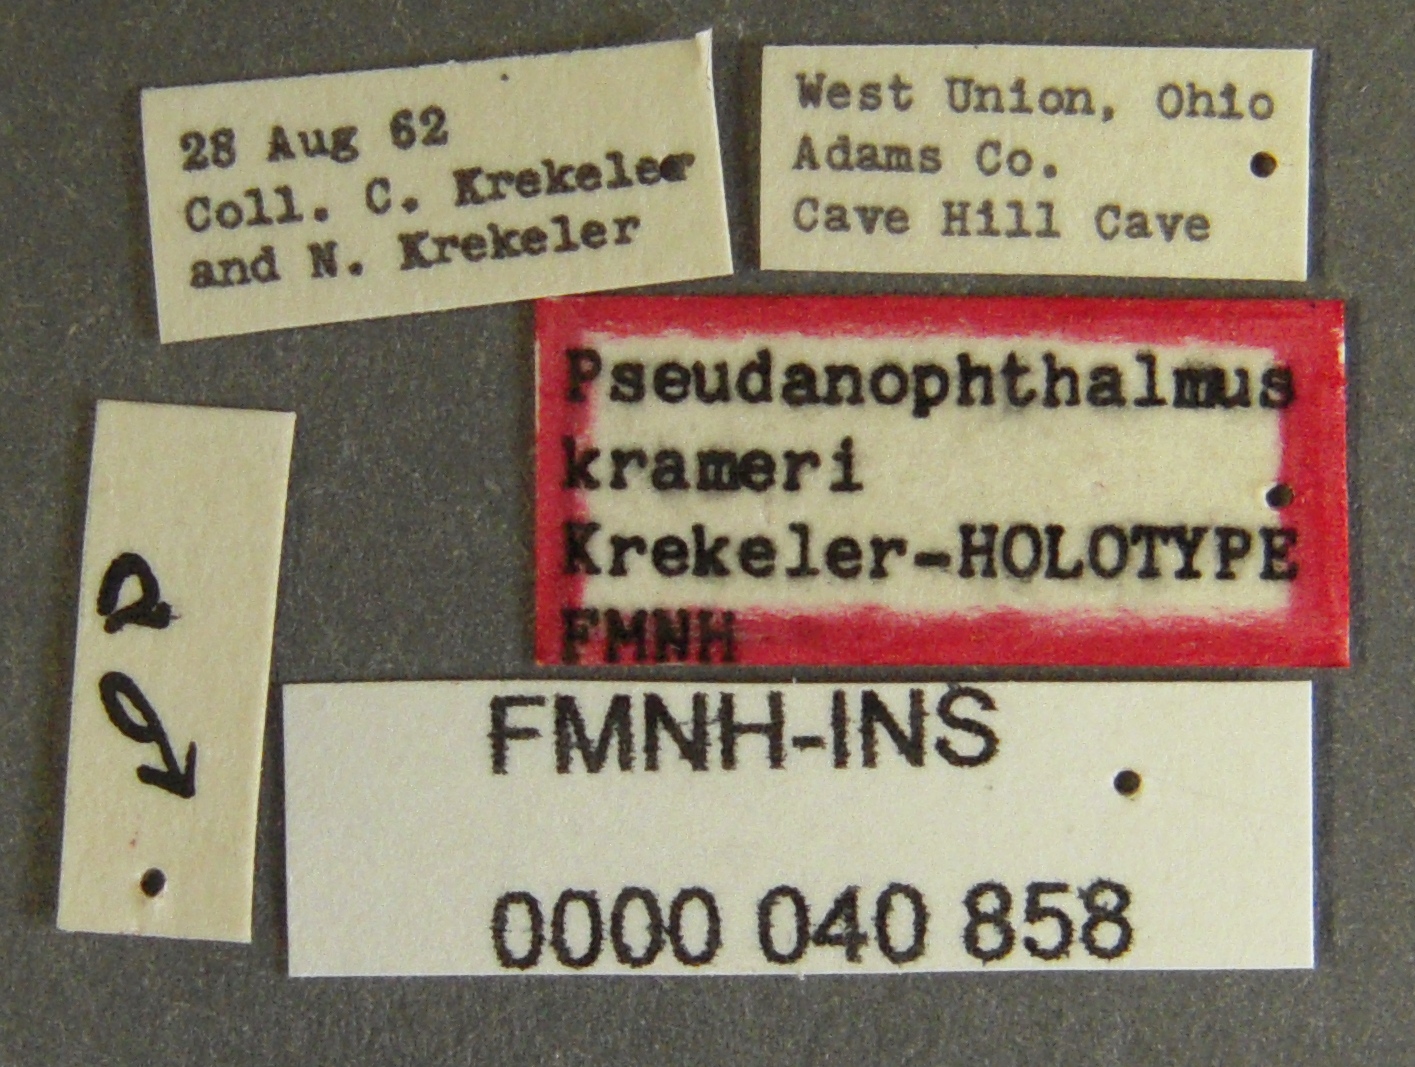 28 Aug 62
Coll. C. Krekeler
and N. Krekeler
West Union, Ohio
Adams Co.
Cave Hill Cave
Pseudanophthalmus
krameri
Krekeler-HOLOTYPE
FMNH
♂
FMNH-INS
0000 040 858